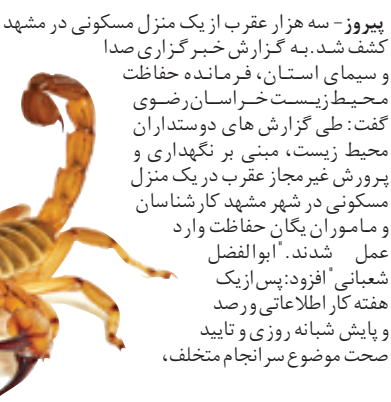 پیروز- سه هزار عقرب از یک منزل مسکونی در مشهد
کشف شد.به گزارش خبرگزاری صدا
و سیمای استان، فرمانده حفاظت
محیط زیست خراسان رضوی
گفت: طی گزارش های دوستداران
محیط زیست، مبنی بر نگهداری و
پرورش غیرمجاز عقرب در یک منزل
مسکونی در شهر مشهد کارشناسان
و ماموران یگان حفاظت وارد
عمل شدند."ابوالفضل
شعبانی"افزود:پس از یک
هفته کار اطلاعاتی و رصد
و پایش شبانه روزی و تایید
صحت موضوع سرانجام متخلف،